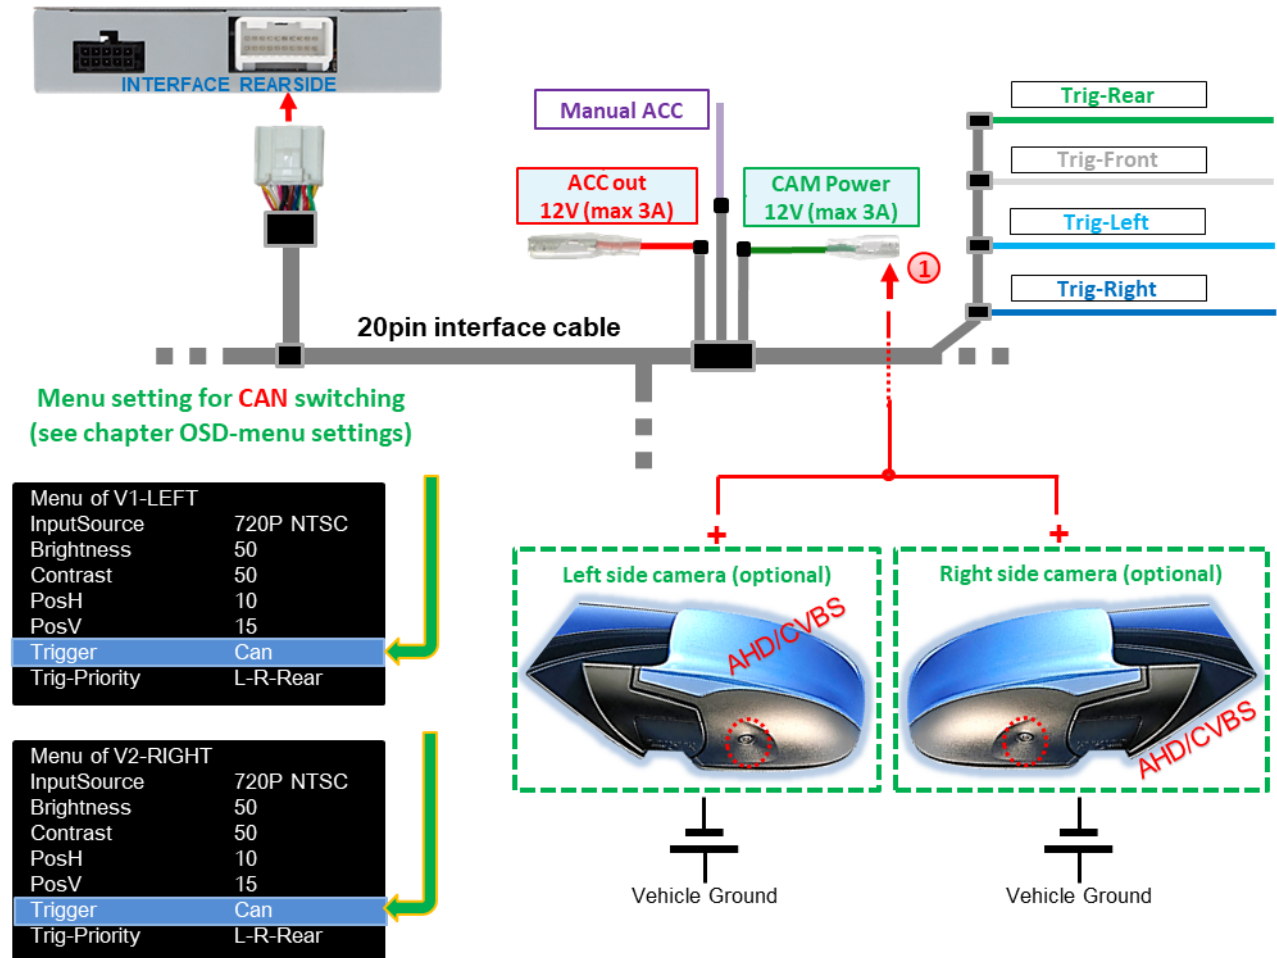 INTERFACE REARSIDE
Manual ACC
ACC out
12V (max 3A)
CAM Power
12V (max 3A)
Trig-Rear
Trig-Front
Trig-Left
Trig-Right
1
20pin interface cable
Menu setting for CAN switching
(see chapter OSD-menu settings)
Menu of V1-LEFT
InputSource 720P NTSC
Brightness 50
Contrast 50
PosH 10
PosV 15
Trigger Can
Trig-Priority L-R-Rear
Menu of V2-RIGHT
InputSource 720P NTSC
Brightness 50
Contrast 50
PosH 10
PosV 15
Trigger Can
Trig-Priority L-R-Rear
+
+
Left side camera (optional)
AHD/CVBS
Right side camera (optional)
AHD/CVBS
Vehicle Ground
Vehicle Ground